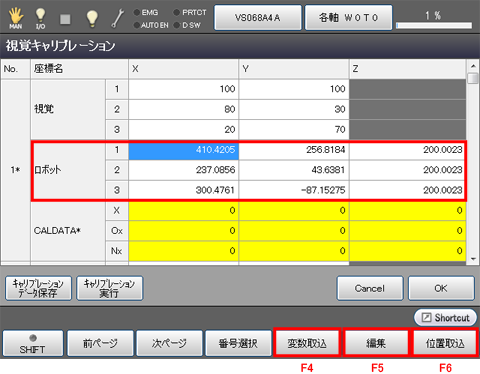 MAN
I/O
EMG
PRTCT
AUTO EN
D SW
VS068A4A
各軸 W0T0
1 %
視覚キャリブレーション
No. 座標名 X Y Z
1*
視覚
1 100 100
2 80 30
3 20 70
ロボット
1 410.4205 256.8184 200.0023
2 237.0856 43.6381 200.0023
3 300.4761 -87.15275 200.0023
CALDATA*
X 0 0 0
Ox 0 0 0
Nx 0 0 0
キャリブレーション
データ保存
キャリブレーション
実行
Cancel
OK
Shortcut
SHIFT
前ページ
次ページ
番号選択
変数取込
編集
位置取込
F4
F5
F6